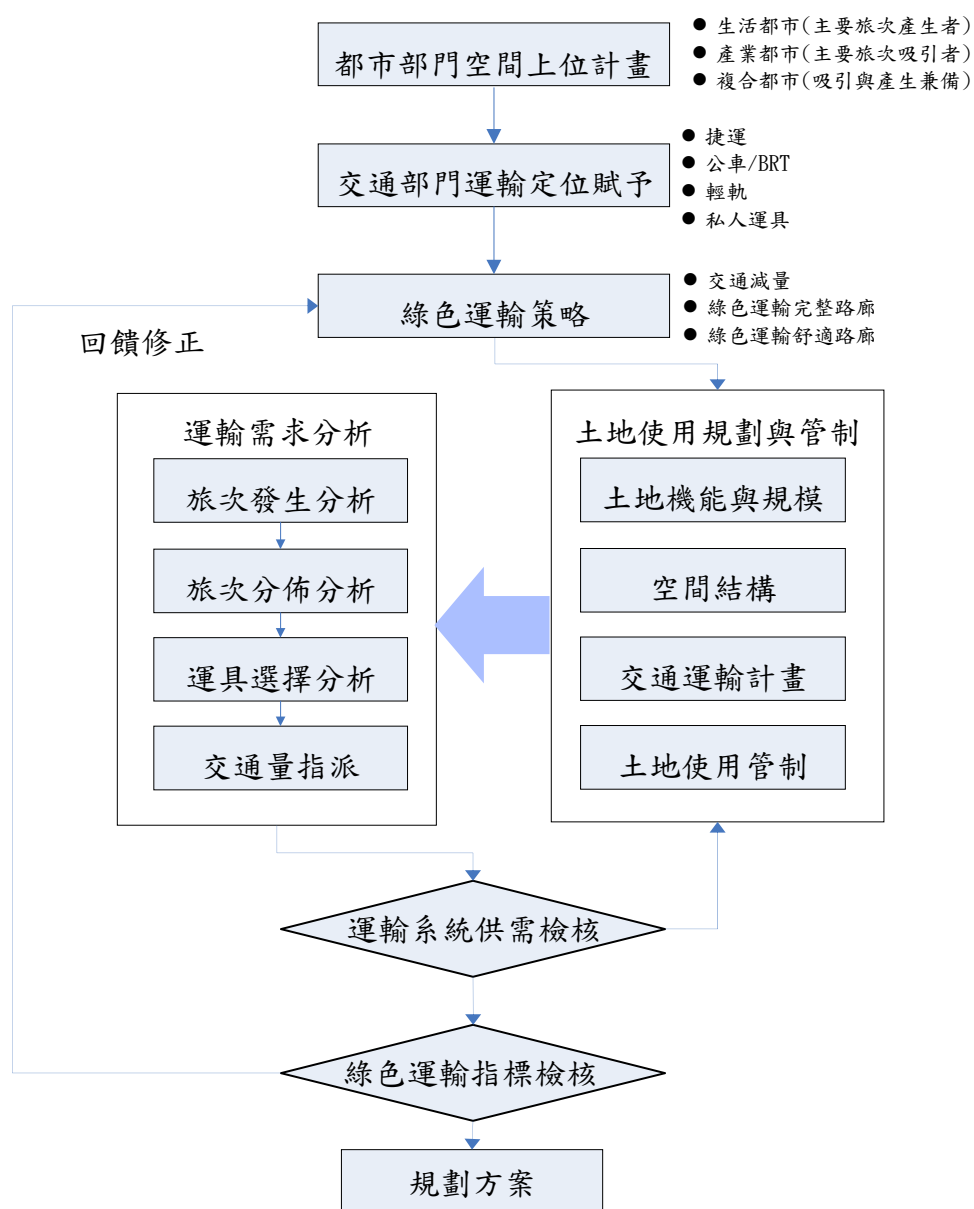 都市部門空間上位計畫
● 生活都市(主要旅次產生者)
● 產業都市(主要旅次吸引者)
● 複合都市(吸引與產生兼備)
交通部門運輸定位賦予
● 捷運
● 公車/BRT
● 輕軌
● 私人運具
綠色運輸策略
● 交通減量
● 綠色運輸完整路廊
● 綠色運輸舒適路廊
回饋修正
運輸需求分析
旅次發生分析
旅次分佈分析
運具選擇分析
交通量指派
土地使用規劃與管制
土地機能與規模
空間結構
交通運輸計畫
土地使用管制
運輸系統供需檢核
綠色運輸指標檢核
規劃方案